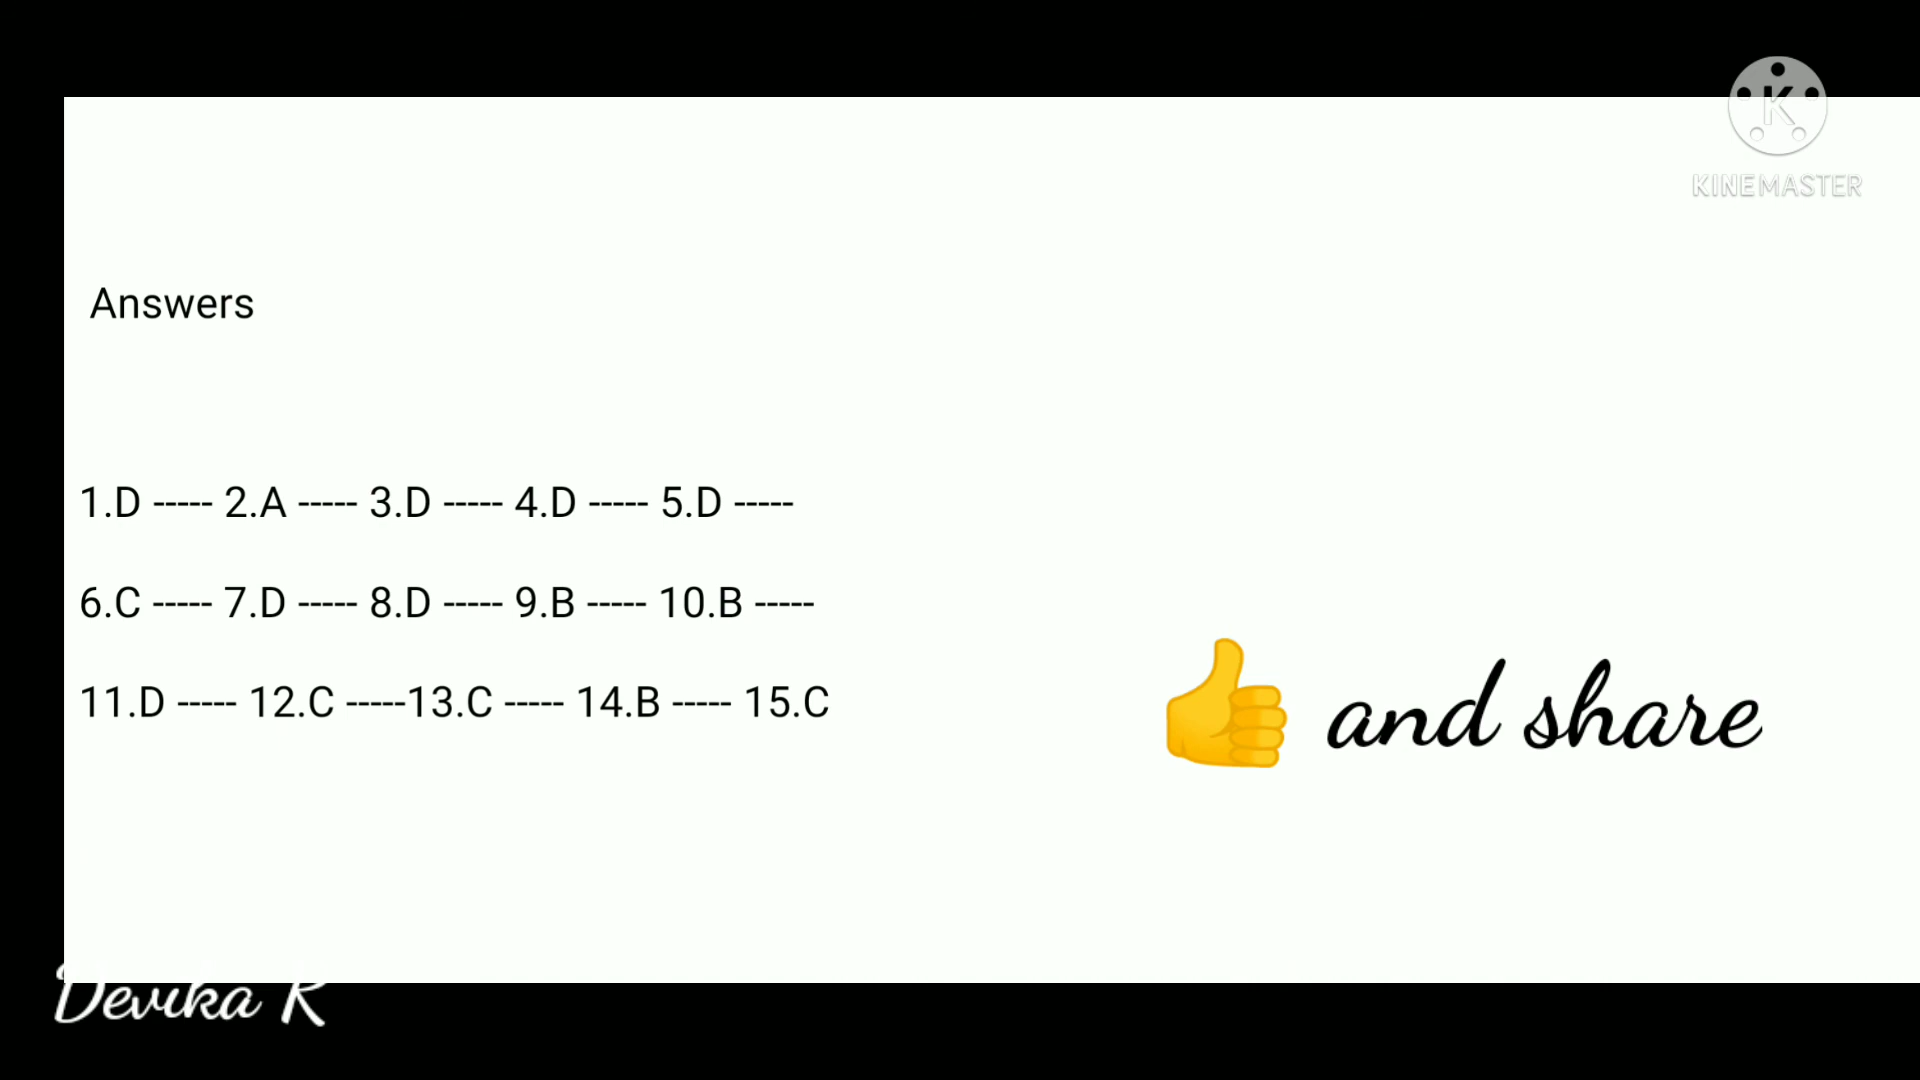 KINEMASTER
Answers
1.D ----- 2.A ----- 3.D ----- 4.D ----- 5.D -----
6.C ----- 7.D ----- 8.D ----- 9.B ----- 10.B -----
11.D ----- 12.C -----13.C ----- 14.B ----- 15.C
👍 and share
Devika R